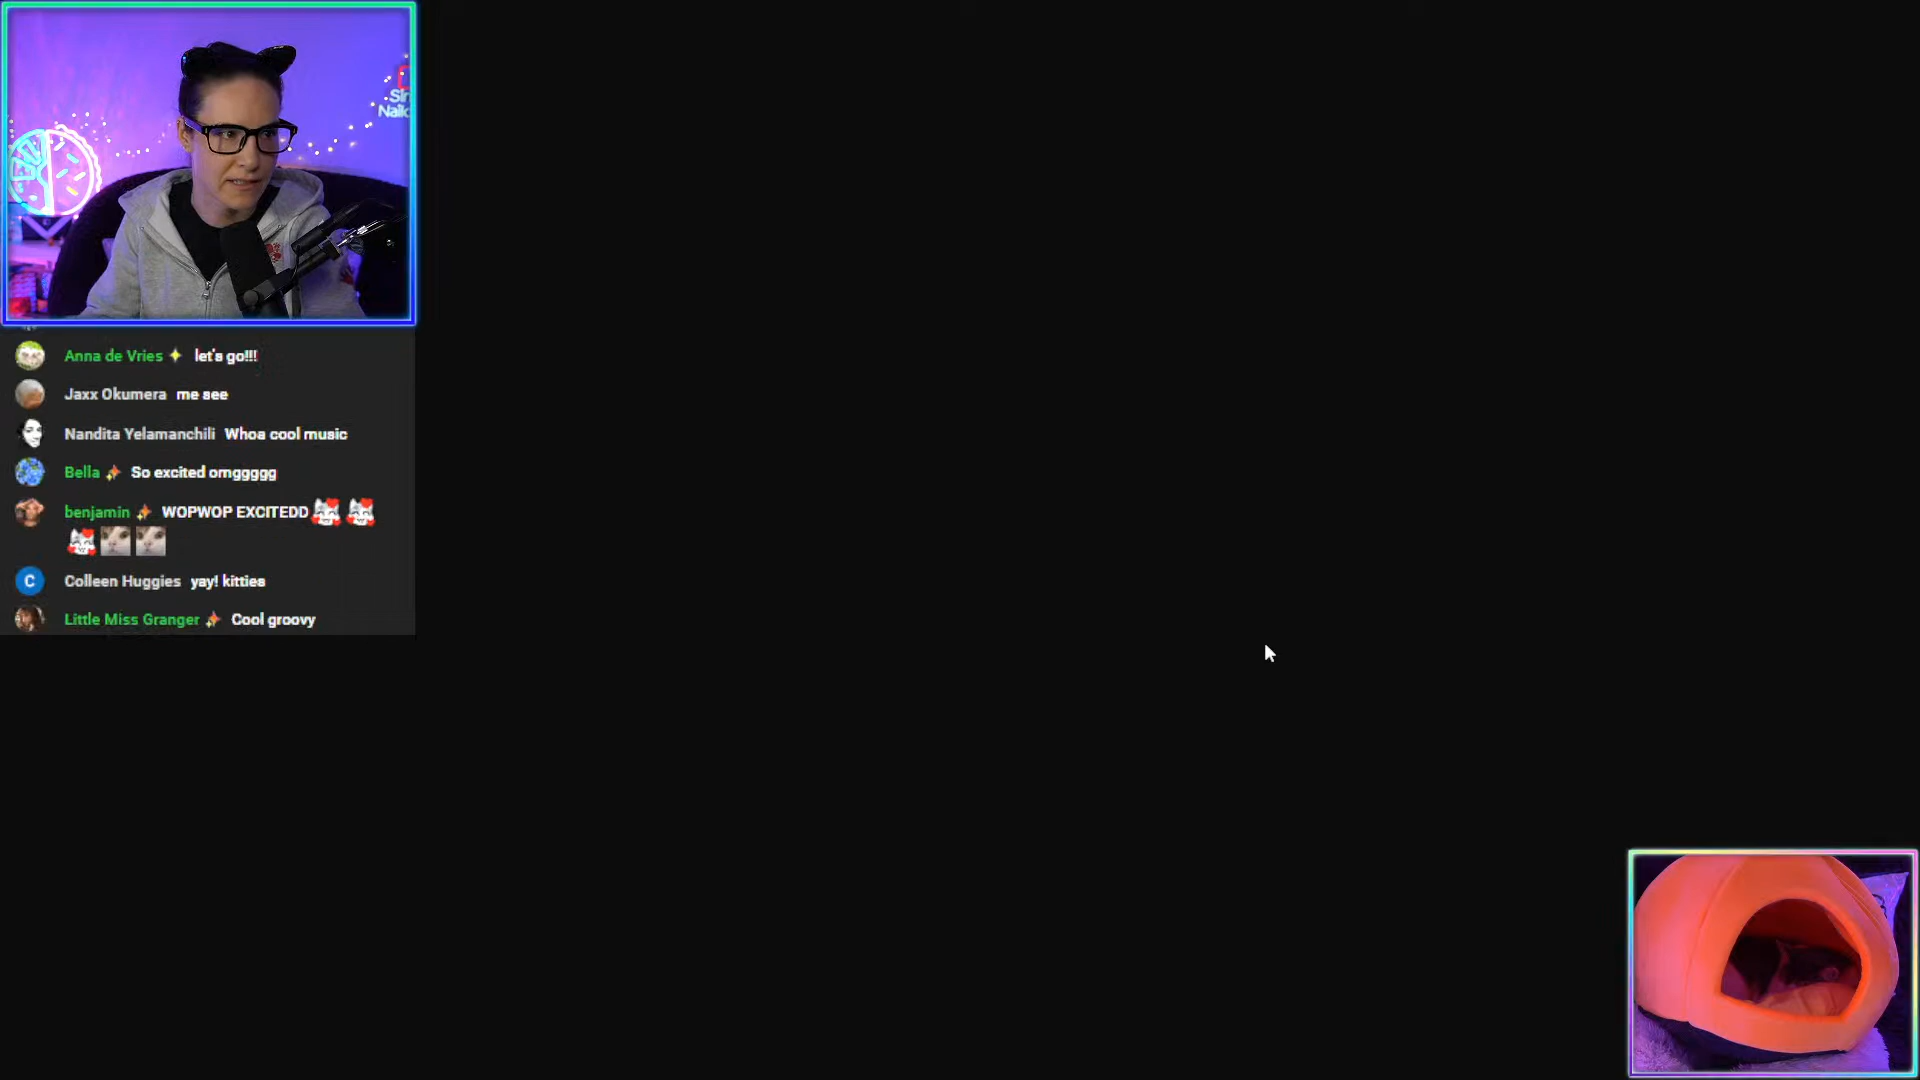 Anna de Vries let's go!!!
Jaxx Okumera me see
Nandita Yelamanchili Whoa cool music
Bella So excited omggggg
benjamin WOPWOP EXCITEDD
C
Colleen Huggies yay! kitties
Little Miss Granger Cool groovy